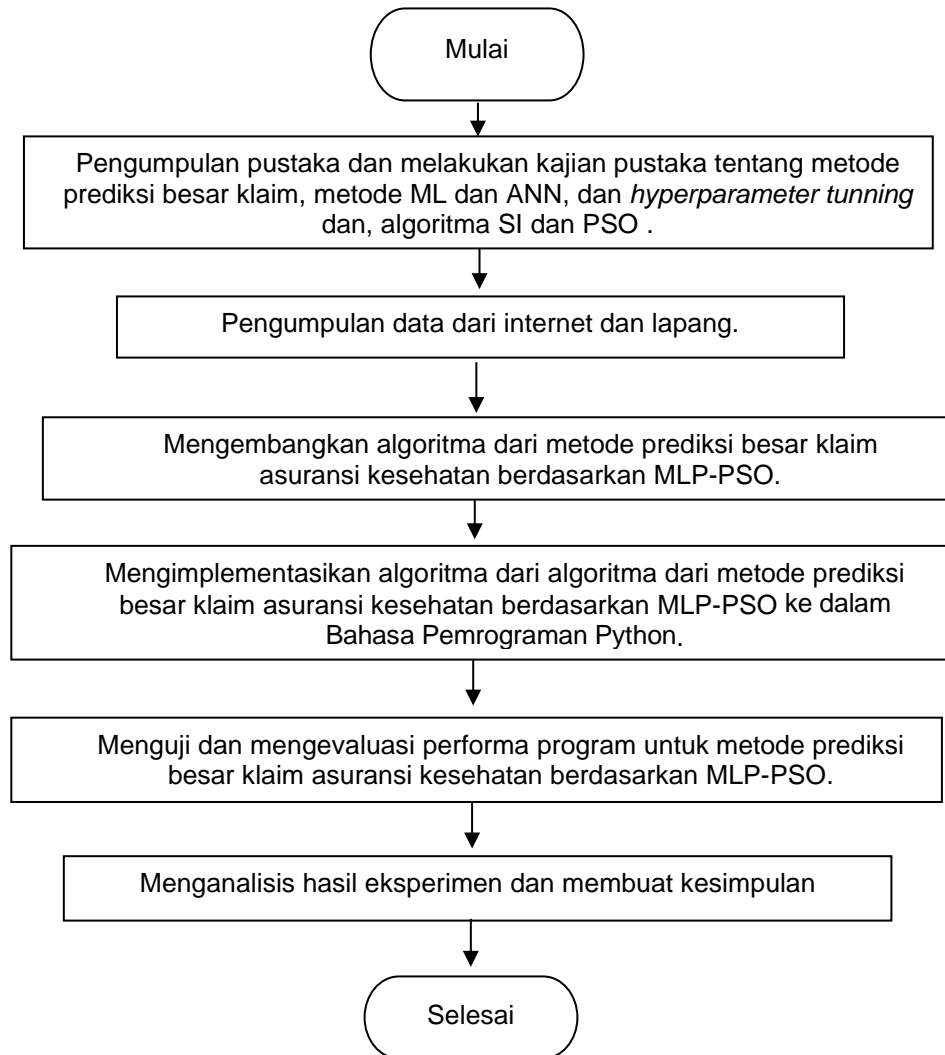 Mulai
Pengumpulan pustaka dan melakukan kajian pustaka tentang metode
prediksi besar klaim, metode ML dan ANN, dan hyperparameter tunning
dan, algoritma SI dan PSO .
Pengumpulan data dari internet dan lapang.
Mengembangkan algoritma dari metode prediksi besar klaim
asuransi kesehatan berdasarkan MLP-PSO.
Mengimplementasikan algoritma dari algoritma dari metode prediksi
besar klaim asuransi kesehatan berdasarkan MLP-PSO ke dalam
Bahasa Pemrograman Python.
Menguji dan mengevaluasi performa program untuk metode prediksi
besar klaim asuransi kesehatan berdasarkan MLP-PSO.
Menganalisis hasil eksperimen dan membuat kesimpulan
Selesai